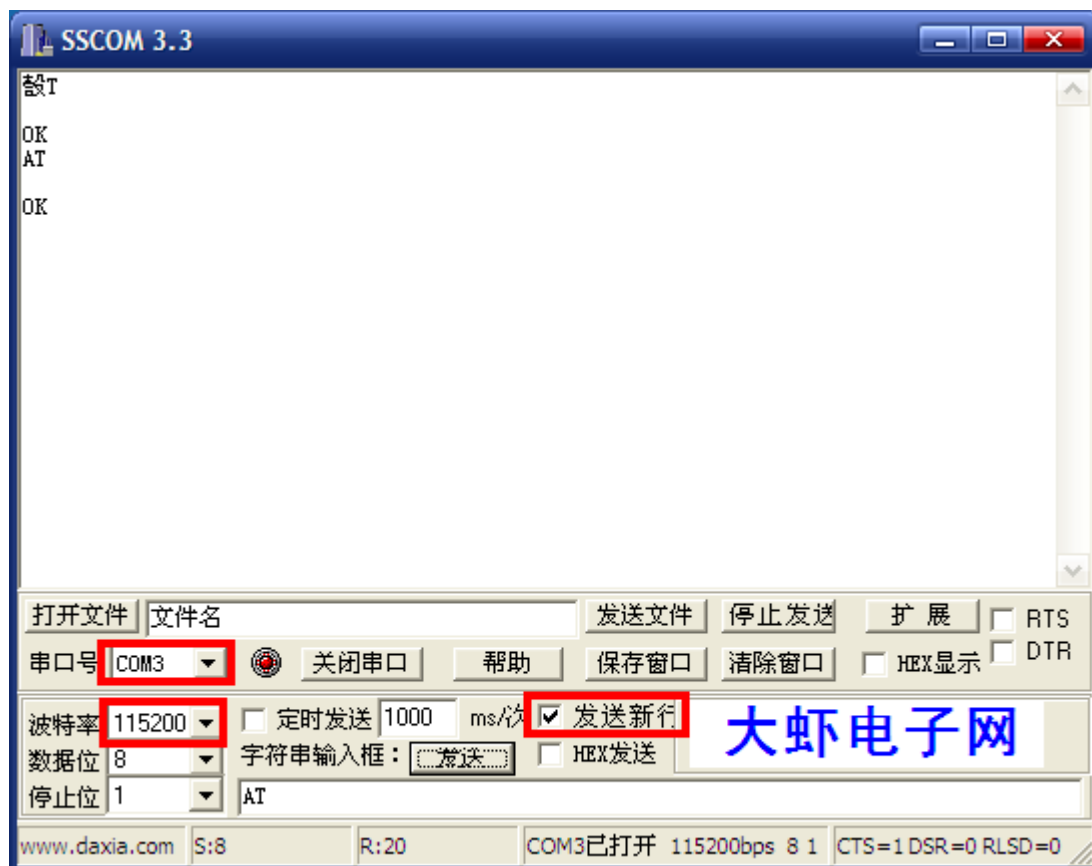 SSCOM 3.3
嗀T
OK
AT
OK
打开文件 文件名 发送文件 停止发送 扩 展 RTS
串口号 COM3 关闭串口 帮助 保存窗口 清除窗口 HEX显示 DTR
波特率 115200 定时发送 1000 ms/次 发送新行 大虾电子网
数据位 8 字符串输入框： 发送 HEX发送
停止位 1 AT
www.daxia.com S:8 R:20 COM3已打开 115200bps 8 1 CTS=1 DSR=0 RLSD=0